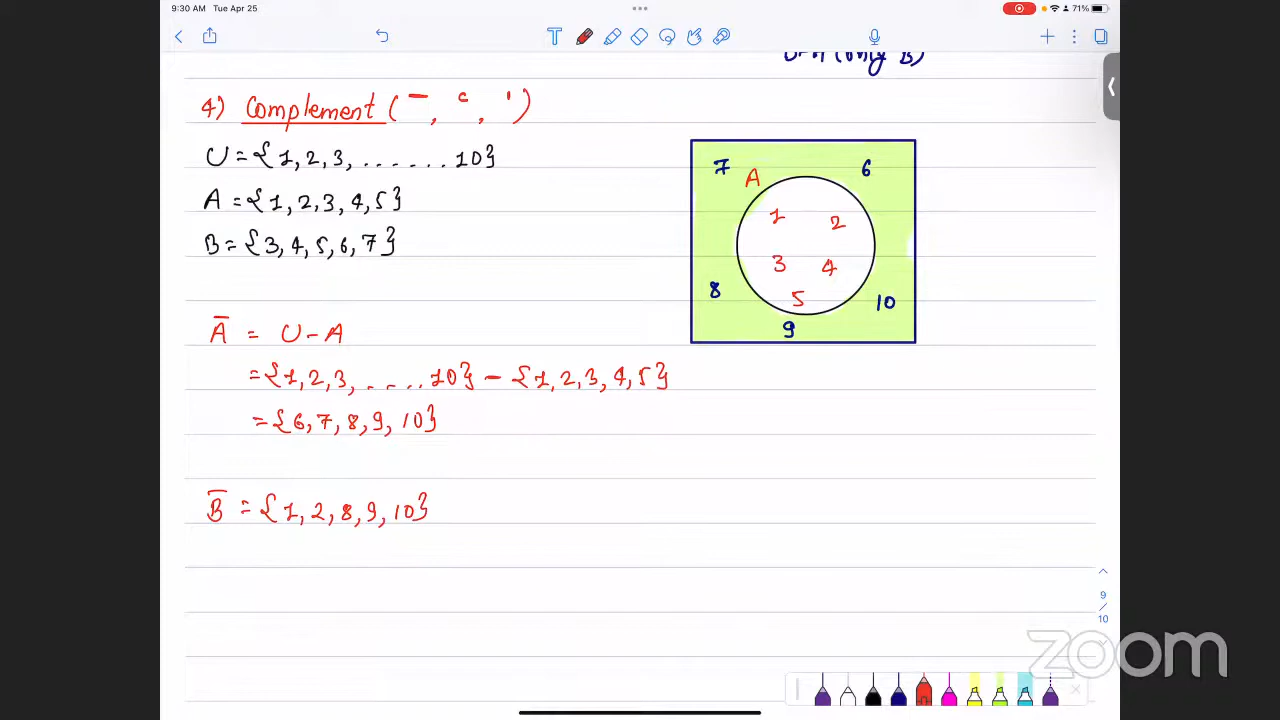 9:30 AM Tue Apr 25
71%
U-A (only B)
4) Complement ( ‾ , c , ' )
U = {1, 2, 3, ....... 10}
A = {1, 2, 3, 4, 5}
B = {3, 4, 5, 6, 7}
7 6
A
1 2
3 4
5
8 10
9
A̅ = U - A
= {1, 2, 3, ...... 10} - {1, 2, 3, 4, 5}
= {6, 7, 8, 9, 10}
B̅ = {1, 2, 8, 9, 10}
9
/
10
zoom